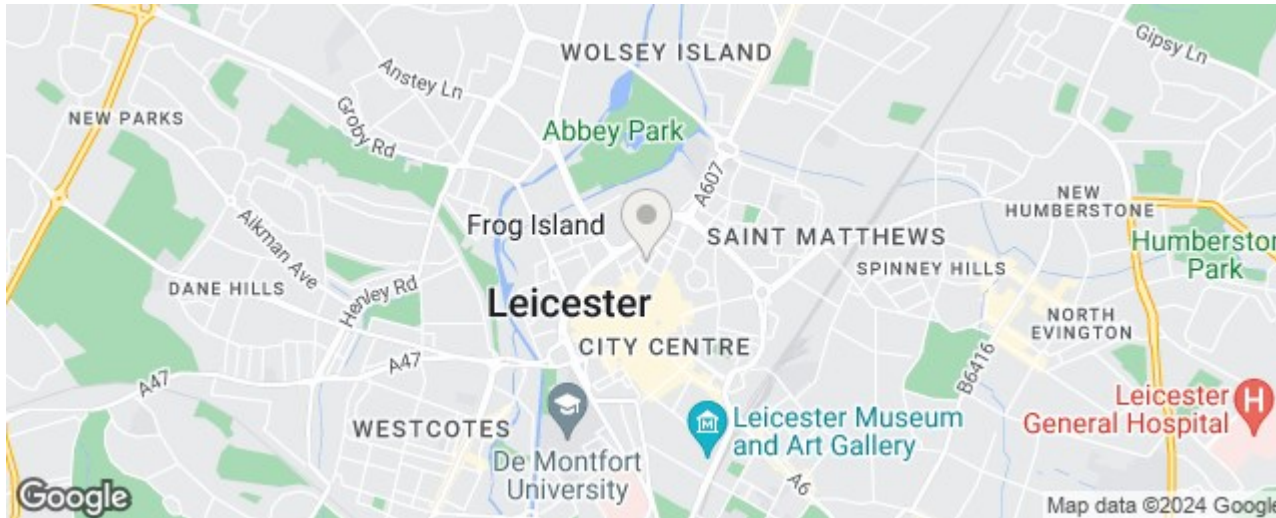 WOLSEY ISLAND
Gipsy Ln
Anstey Ln
NEW PARKS
Groby Rd
Abbey Park
A607
NEW
HUMBERSTONE
Frog Island
SAINT MATTHEWS
Humberston
Park
Aikman Ave
SPINNEY HILLS
DANE HILLS
Henley Rd
Leicester
NORTH
EVINGTON
CITY CENTRE
A47
A47
B6416
Leicester
General Hospital
WESTCOTES
Leicester Museum
and Art Gallery
De Montfort
University
A6
Google
Map data ©2024 Google